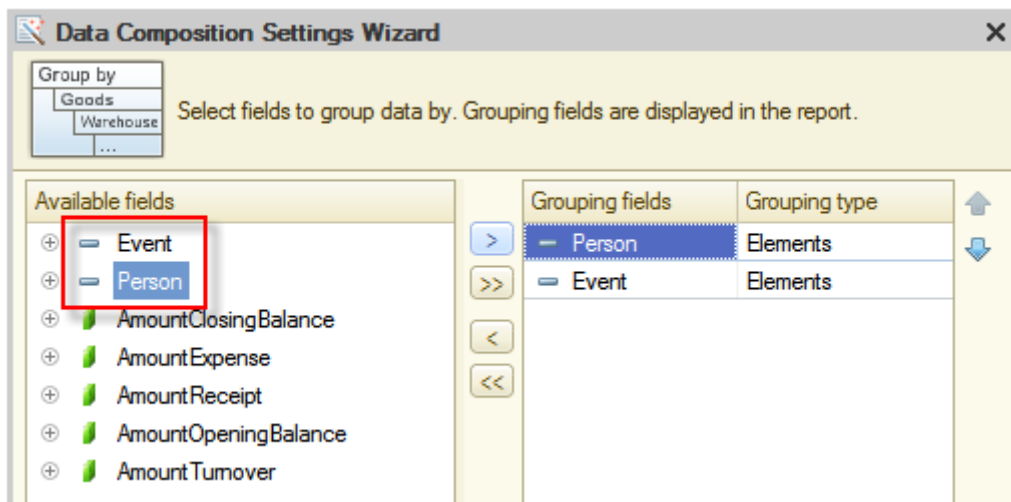 Data Composition Settings Wizard
Group by
Goods
Warehouse
...
Select fields to group data by. Grouping fields are displayed in the report.
Available fields
Event
Person
AmountClosingBalance
AmountExpense
AmountReceipt
AmountOpeningBalance
AmountTurnover
>
>>
<
<<
Grouping fields Grouping type
Person Elements
Event Elements